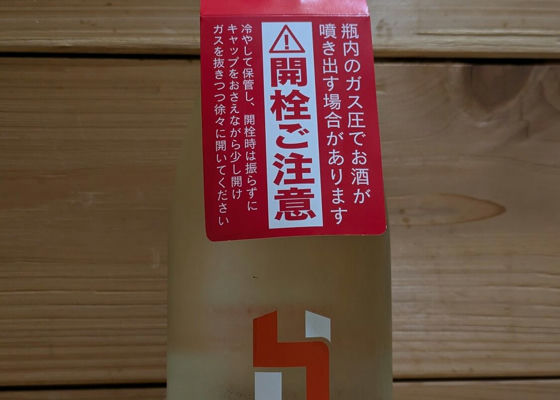 瓶内のガス圧でお酒が
噴き出す場合があります
開栓ご注意
冷やして保管し、開栓時は振らずに
キャップをおさえながら少し開け
ガスを抜きつつ徐々に開いてください